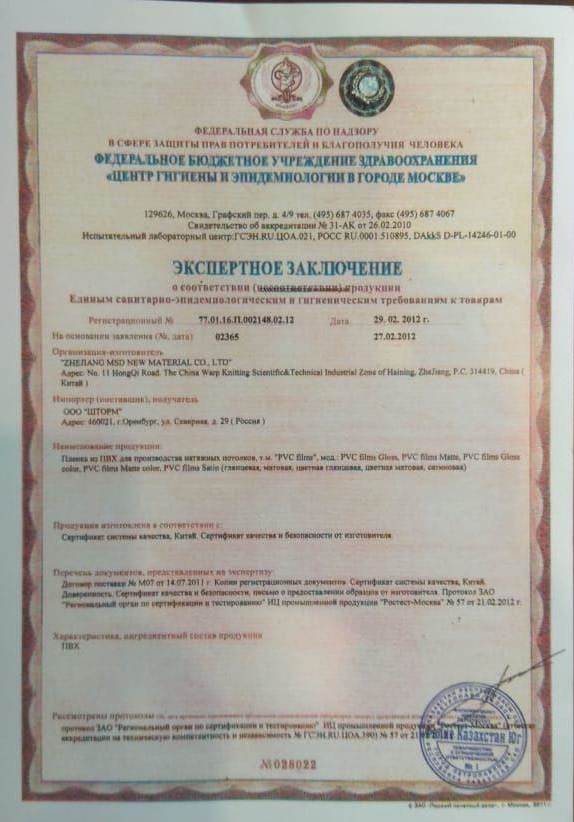 ФЕДЕРАЛЬНАЯ СЛУЖБА ПО НАДЗОРУ
В СФЕРЕ ЗАЩИТЫ ПРАВ ПОТРЕБИТЕЛЕЙ И БЛАГОПОЛУЧИЯ ЧЕЛОВЕКА
ФЕДЕРАЛЬНОЕ БЮДЖЕТНОЕ УЧРЕЖДЕНИЕ ЗДРАВООХРАНЕНИЯ
«ЦЕНТР ГИГИЕНЫ И ЭПИДЕМИОЛОГИИ В ГОРОДЕ МОСКВЕ»
129626, Москва, Графский пер. д. 4/9 тел. (495) 687 4035, факс (495) 687 4067
Свидетельство об аккредитации № 31-АК от 26.02.2010
Испытательный лабораторный центр:ГСЭН.RU.ЦОА.021, РОСС RU.0001.510895, DAkkS D-PL-14246-01-00
ЭКСПЕРТНОЕ ЗАКЛЮЧЕНИЕ
о соответствии (несоответствии) продукции
Единым санитарно-эпидемиологическим и гигиеническим требованиям к товарам
Регистрационный № 77.01.16.П.002148.02.12 Дата 29. 02. 2012 г.
На основании заявления (№, дата) 02365 27.02.2012
Организация-изготовитель
"ZHEJIANG MSD NEW MATERIAL CO., LTD"
Адрес: No. 11 HongQi Road. The China Warp Knitting Scientific&Technical Industrial Zone of Haining, ZheJiang, P.C. 314419, China (
Китай )
Импортер (поставщик), получатель
ООО "ШТОРМ"
Адрес: 460021, г.Оренбург, ул. Северная, д. 29 ( Россия )
Наименование продукции:
Пленка из ПВХ для производства натяжных потолков, т.м. "PVC films", мод.: PVC films Gloss, PVC films Matte, PVC films Gloss
color, PVC films Matte color, PVC films Satin (глянцевая, матовая, цветная глянцевая, цветная матовая, сатиновая)
Продукция изготовлена в соответствии с:
Сертификат системы качества, Китай. Сертификат качества и безопасности от изготовителя
Перечень документов, представленных на экспертизу:
Договор поставки № М07 от 14.07.2011 г. Копии регистрационных документов. Сертификат системы качества, Китай.
Доверенность. Сертификат качества и безопасности, письмо о предоставлении образцов от изготовителя. Протокол ЗАО
"Региональный орган по сертификации и тестированию" ИЦ промышленной продукции "Ростест-Москва" № 57 от 21.02.2012 г.
Характеристика, ингредиентный состав продукции
ПВХ
Рассмотрены протоколы
протокол ЗАО "Региональный орган по сертификации и тестированию" ИЦ промышленной продукции "Ростест-Москва"
аккредитации на техническую компетентность и независимость № ГСЭН.RU.ЦОА.390) № 57 от 21
Казахстан Юг
№028022
© ЗАО «Первый печатный двор», г. Москва, 2011 г.